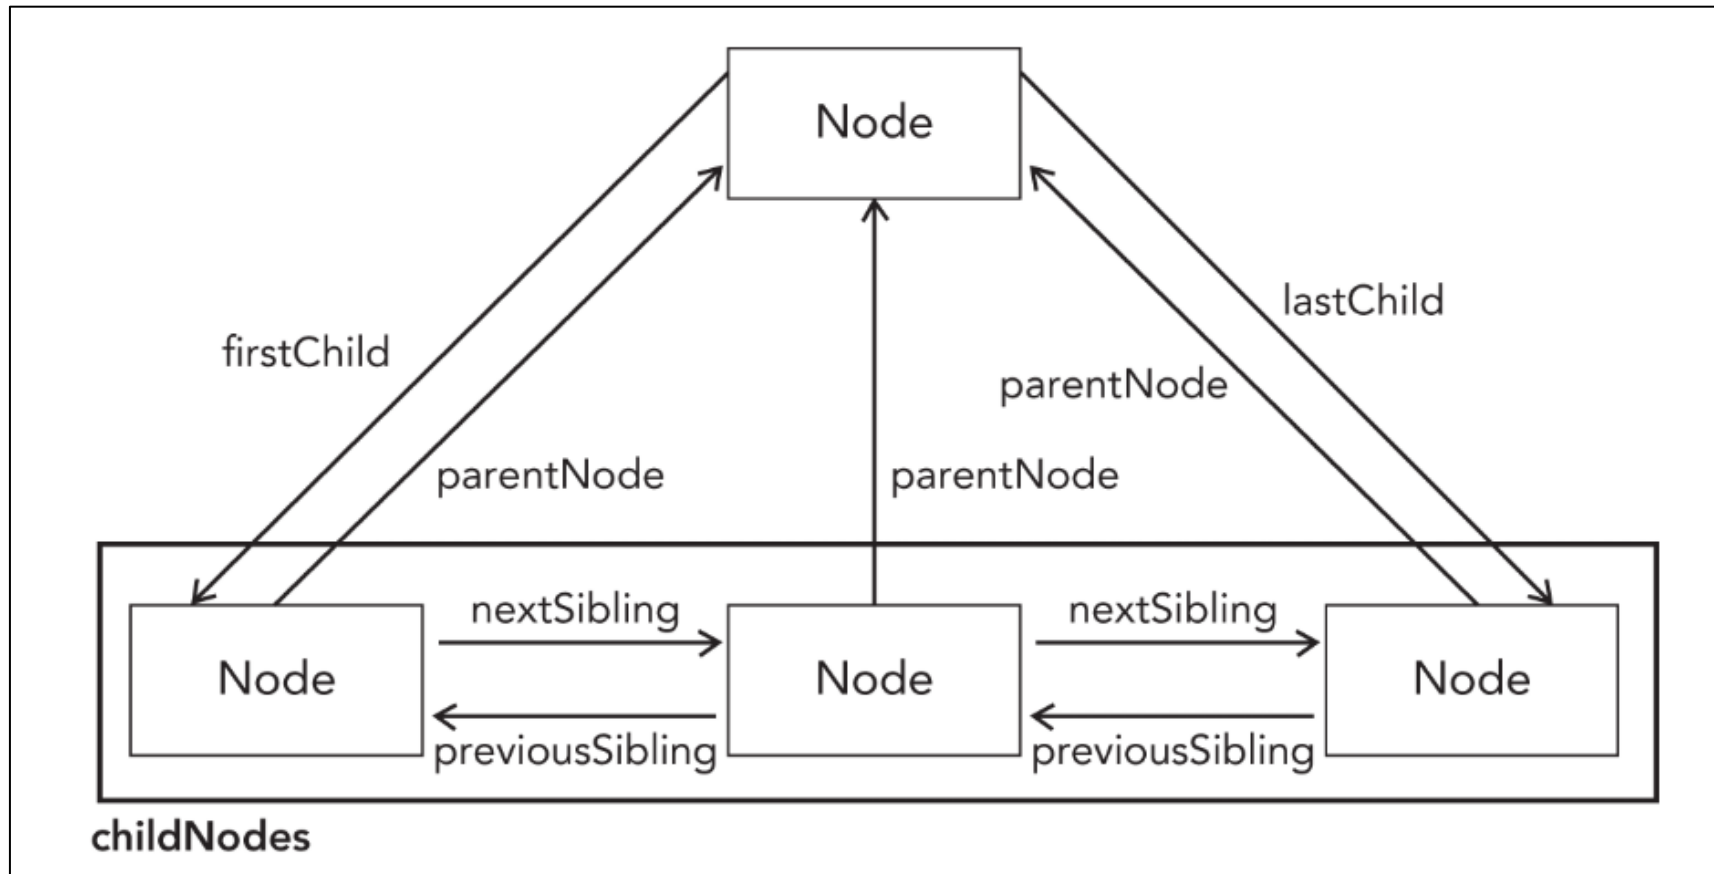 Node
lastChild
firstChild
parentNode
parentNode
parentNode
nextSibling
nextSibling
Node
Node
Node
previousSibling
previousSibling
childNodes